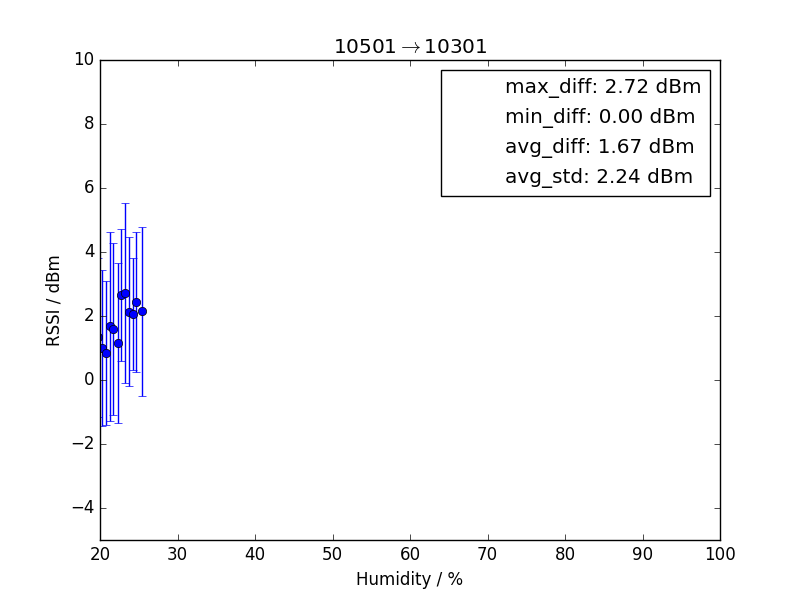 10501→10301
max_diff: 2.72 dBm
min_diff: 0.00 dBm
avg_diff: 1.67 dBm
avg_std: 2.24 dBm
RSSI / dBm
10
8
6
4
2
0
−2
−4
20 30 40 50 60 70 80 90 100
Humidity / %